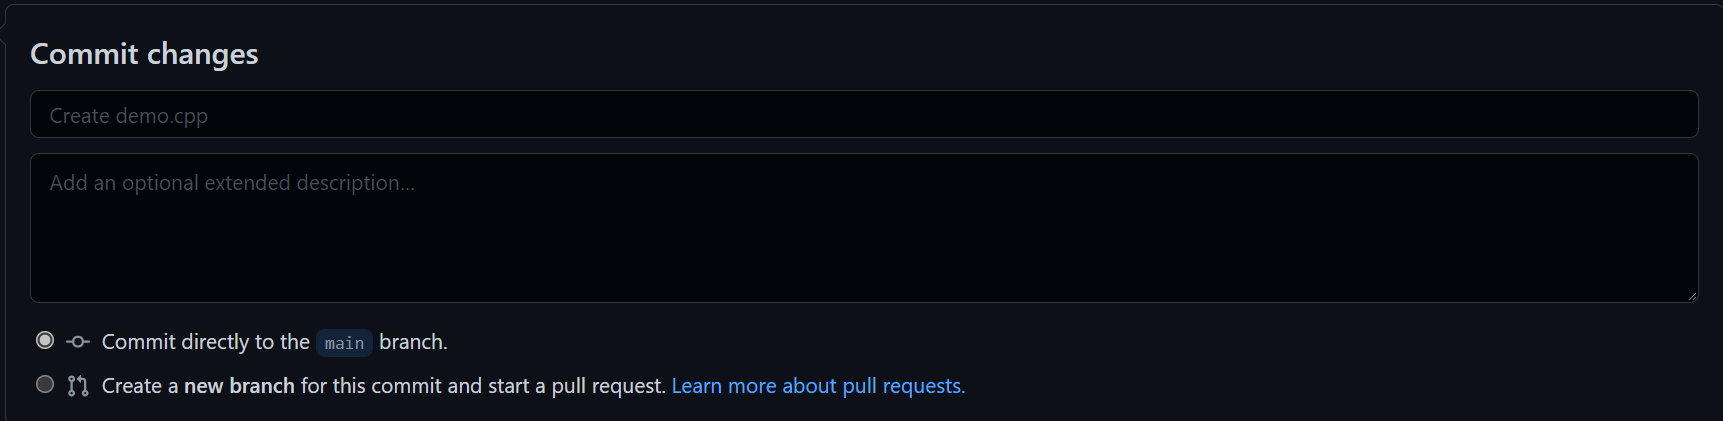 Commit changes
Create demo.cpp
Add an optional extended description...
Commit directly to the main branch.
Create a new branch for this commit and start a pull request. Learn more about pull requests.